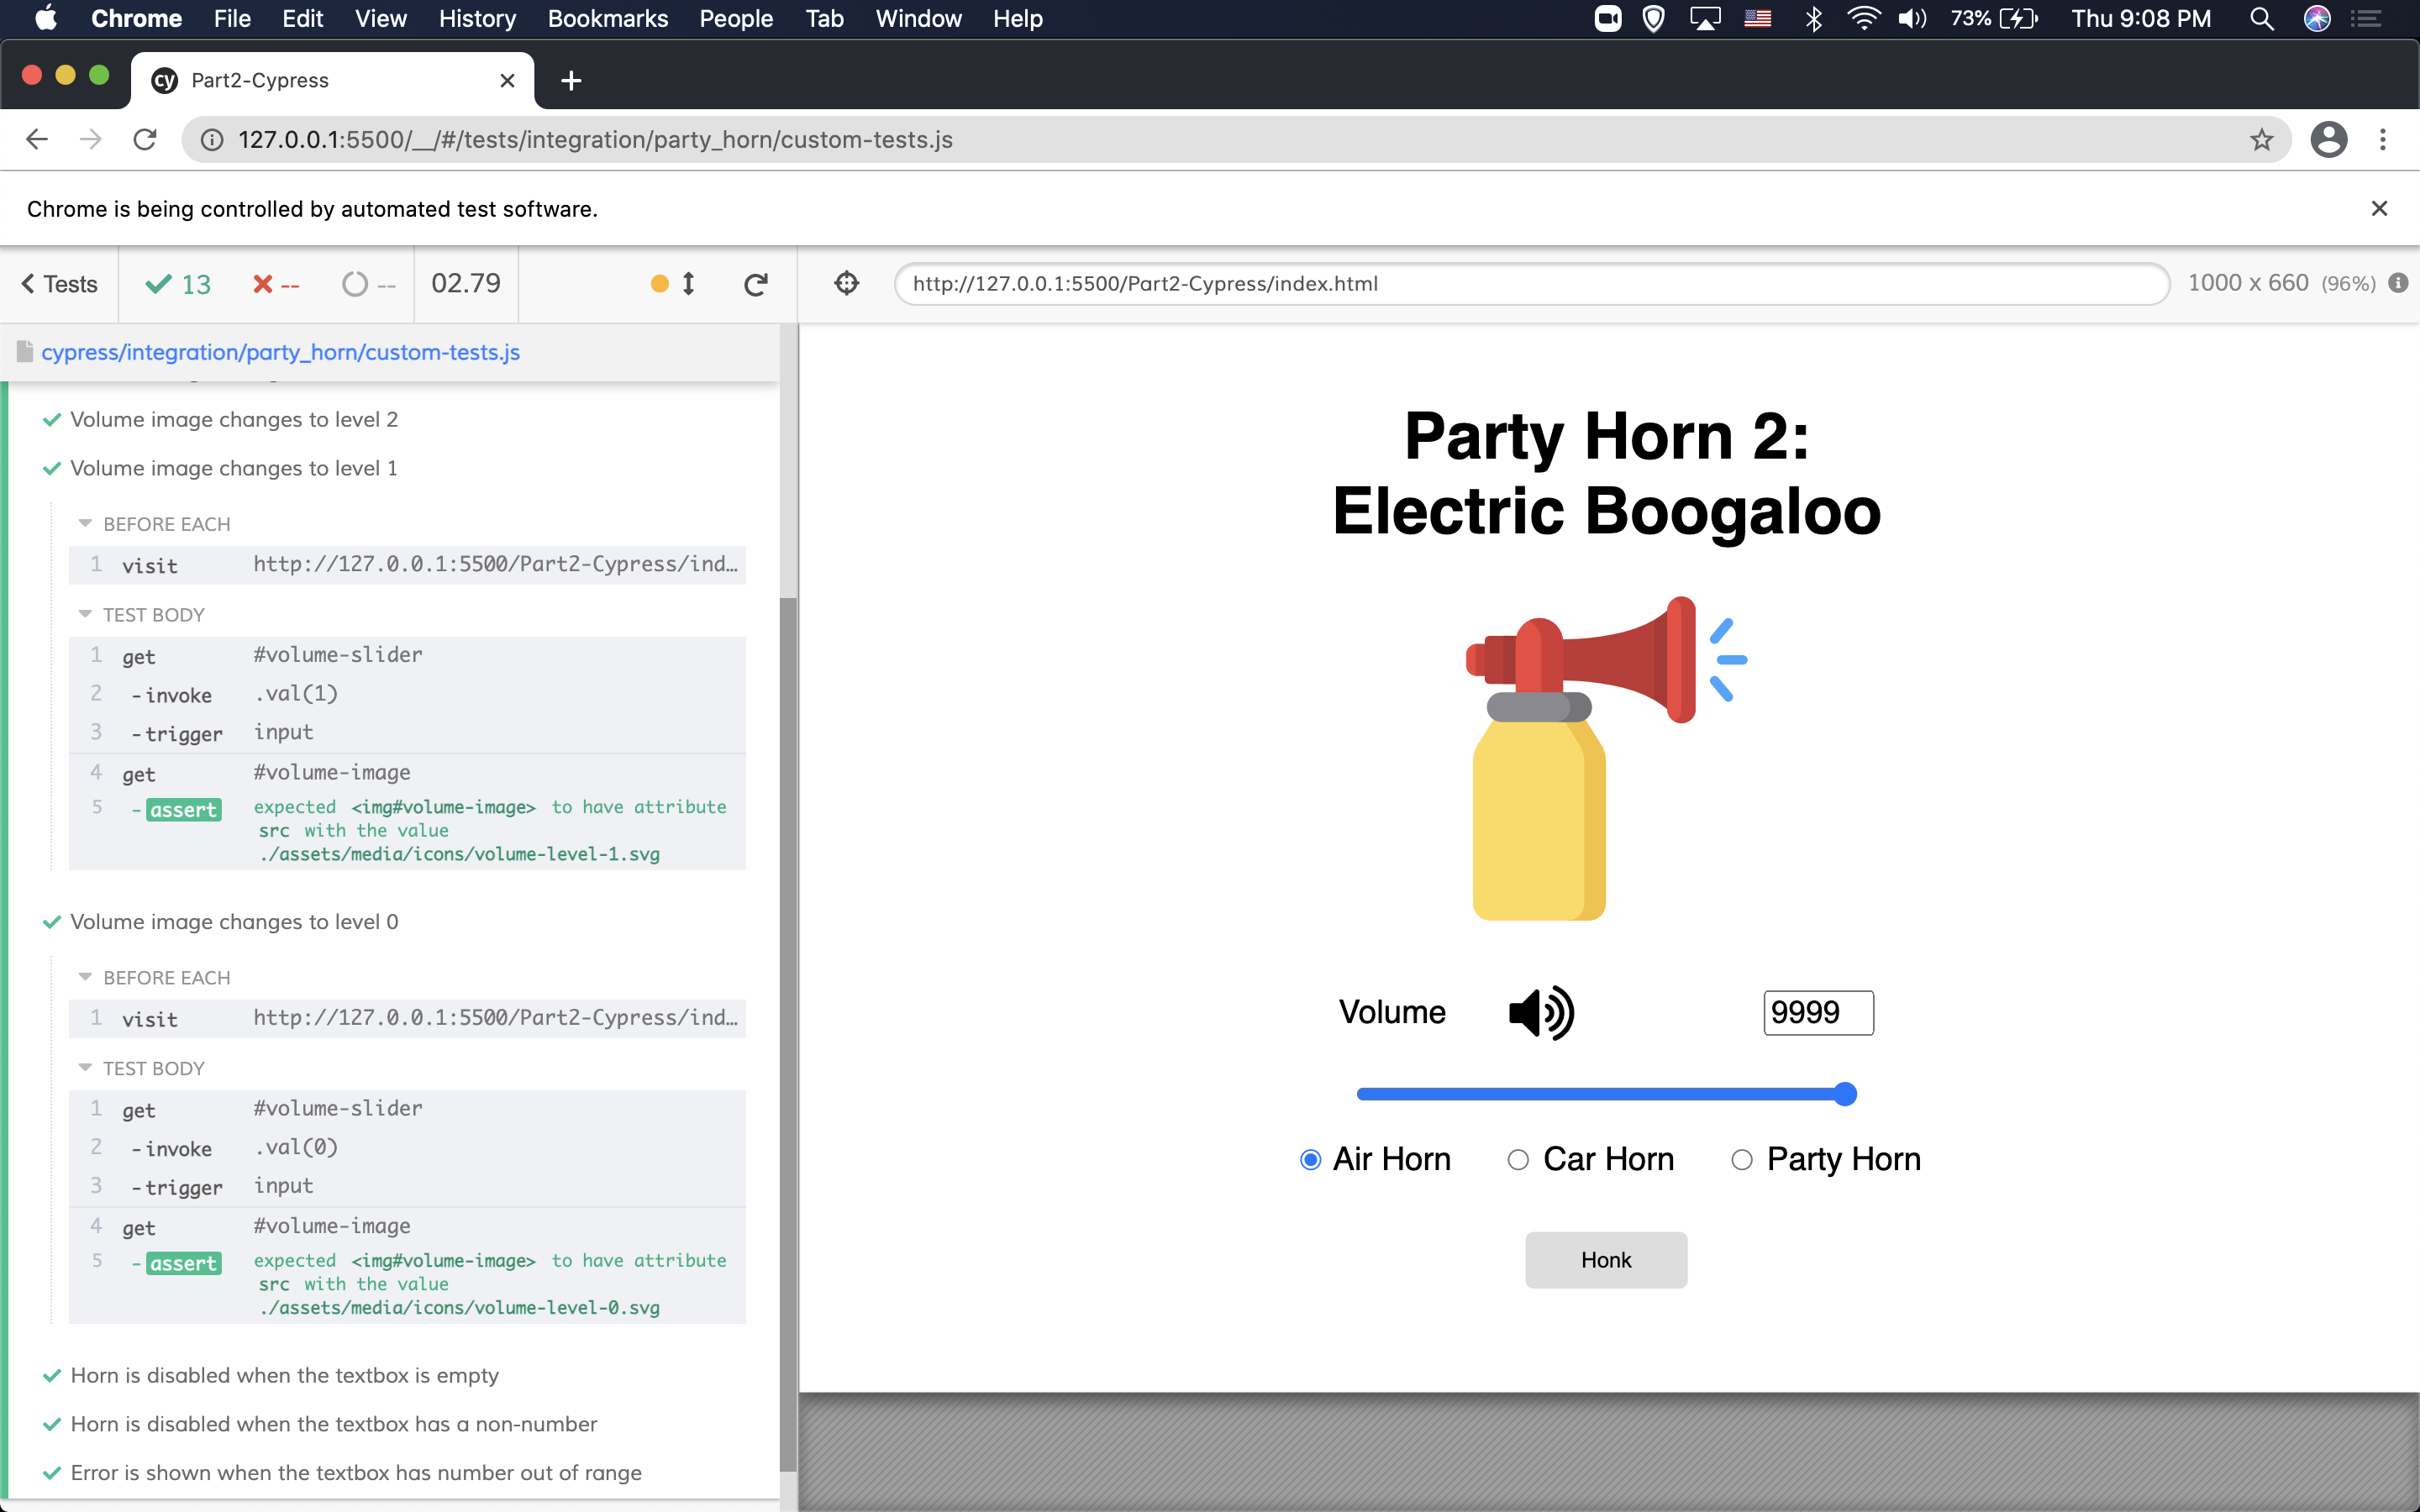 Chrome File Edit View History Bookmarks People Tab Window Help 73% Thu 9:08 PM
cy Part2-Cypress
127.0.0.1:5500/__/#/tests/integration/party_horn/custom-tests.js
Chrome is being controlled by automated test software.
Tests 13 -- -- 02.79
http://127.0.0.1:5500/Part2-Cypress/index.html 1000 x 660 (96%)
cypress/integration/party_horn/custom-tests.js
Volume image changes to level 2
Volume image changes to level 1
BEFORE EACH
1 visit http://127.0.0.1:5500/Part2-Cypress/ind…
TEST BODY
1 get #volume-slider
2 -invoke .val(1)
3 -trigger input
4 get #volume-image
5 -assert expected <img#volume-image> to have attribute
src with the value
./assets/media/icons/volume-level-1.svg
Volume image changes to level 0
BEFORE EACH
1 visit http://127.0.0.1:5500/Part2-Cypress/ind…
TEST BODY
1 get #volume-slider
2 -invoke .val(0)
3 -trigger input
4 get #volume-image
5 -assert expected <img#volume-image> to have attribute
src with the value
./assets/media/icons/volume-level-0.svg
Horn is disabled when the textbox is empty
Horn is disabled when the textbox has a non-number
Error is shown when the textbox has number out of range
Party Horn 2:
Electric Boogaloo
Volume 9999
Air Horn Car Horn Party Horn
Honk